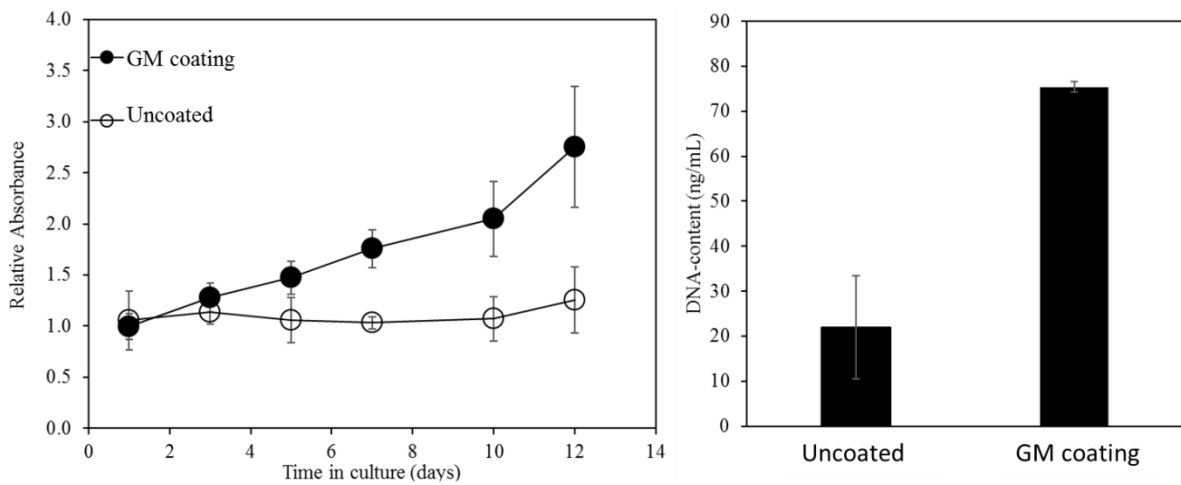 4.0
3.5
3.0
2.5
2.0
1.5
1.0
0.5
0.0
Relative Absorbance
GM coating
Uncoated
0 2 4 6 8 10 12 14
Time in culture (days)
90
80
70
60
50
40
30
20
10
0
DNA-content (ng/mL)
Uncoated GM coating